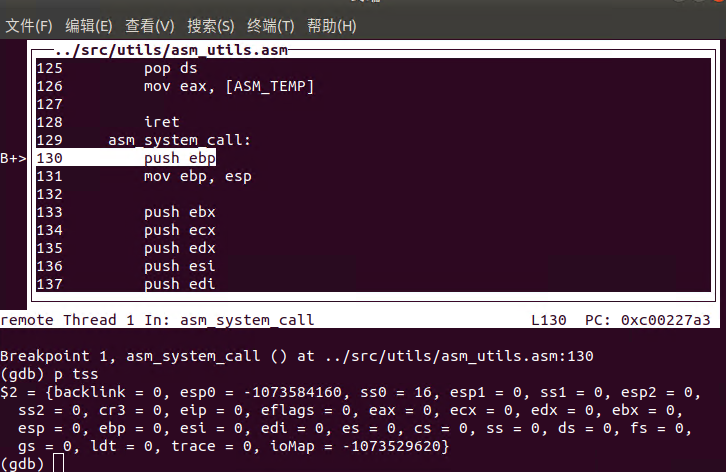 文件(F) 编辑(E) 查看(V) 搜索(S) 终端(T) 帮助(H)
../src/utils/asm_utils.asm
125 pop ds
126 mov eax, [ASM_TEMP]
127
128 iret
129 asm_system_call:
B+> 130 push ebp
131 mov ebp, esp
132
133 push ebx
134 push ecx
135 push edx
136 push esi
137 push edi
remote Thread 1 In: asm_system_call L130 PC: 0xc00227a3
Breakpoint 1, asm_system_call () at ../src/utils/asm_utils.asm:130
(gdb) p tss
$2 = {backlink = 0, esp0 = -1073584160, ss0 = 16, esp1 = 0, ss1 = 0, esp2 = 0,
ss2 = 0, cr3 = 0, eip = 0, eflags = 0, eax = 0, ecx = 0, edx = 0, ebx = 0,
esp = 0, ebp = 0, esi = 0, edi = 0, es = 0, cs = 0, ss = 0, ds = 0, fs = 0,
gs = 0, ldt = 0, trace = 0, ioMap = -1073529620}
(gdb)